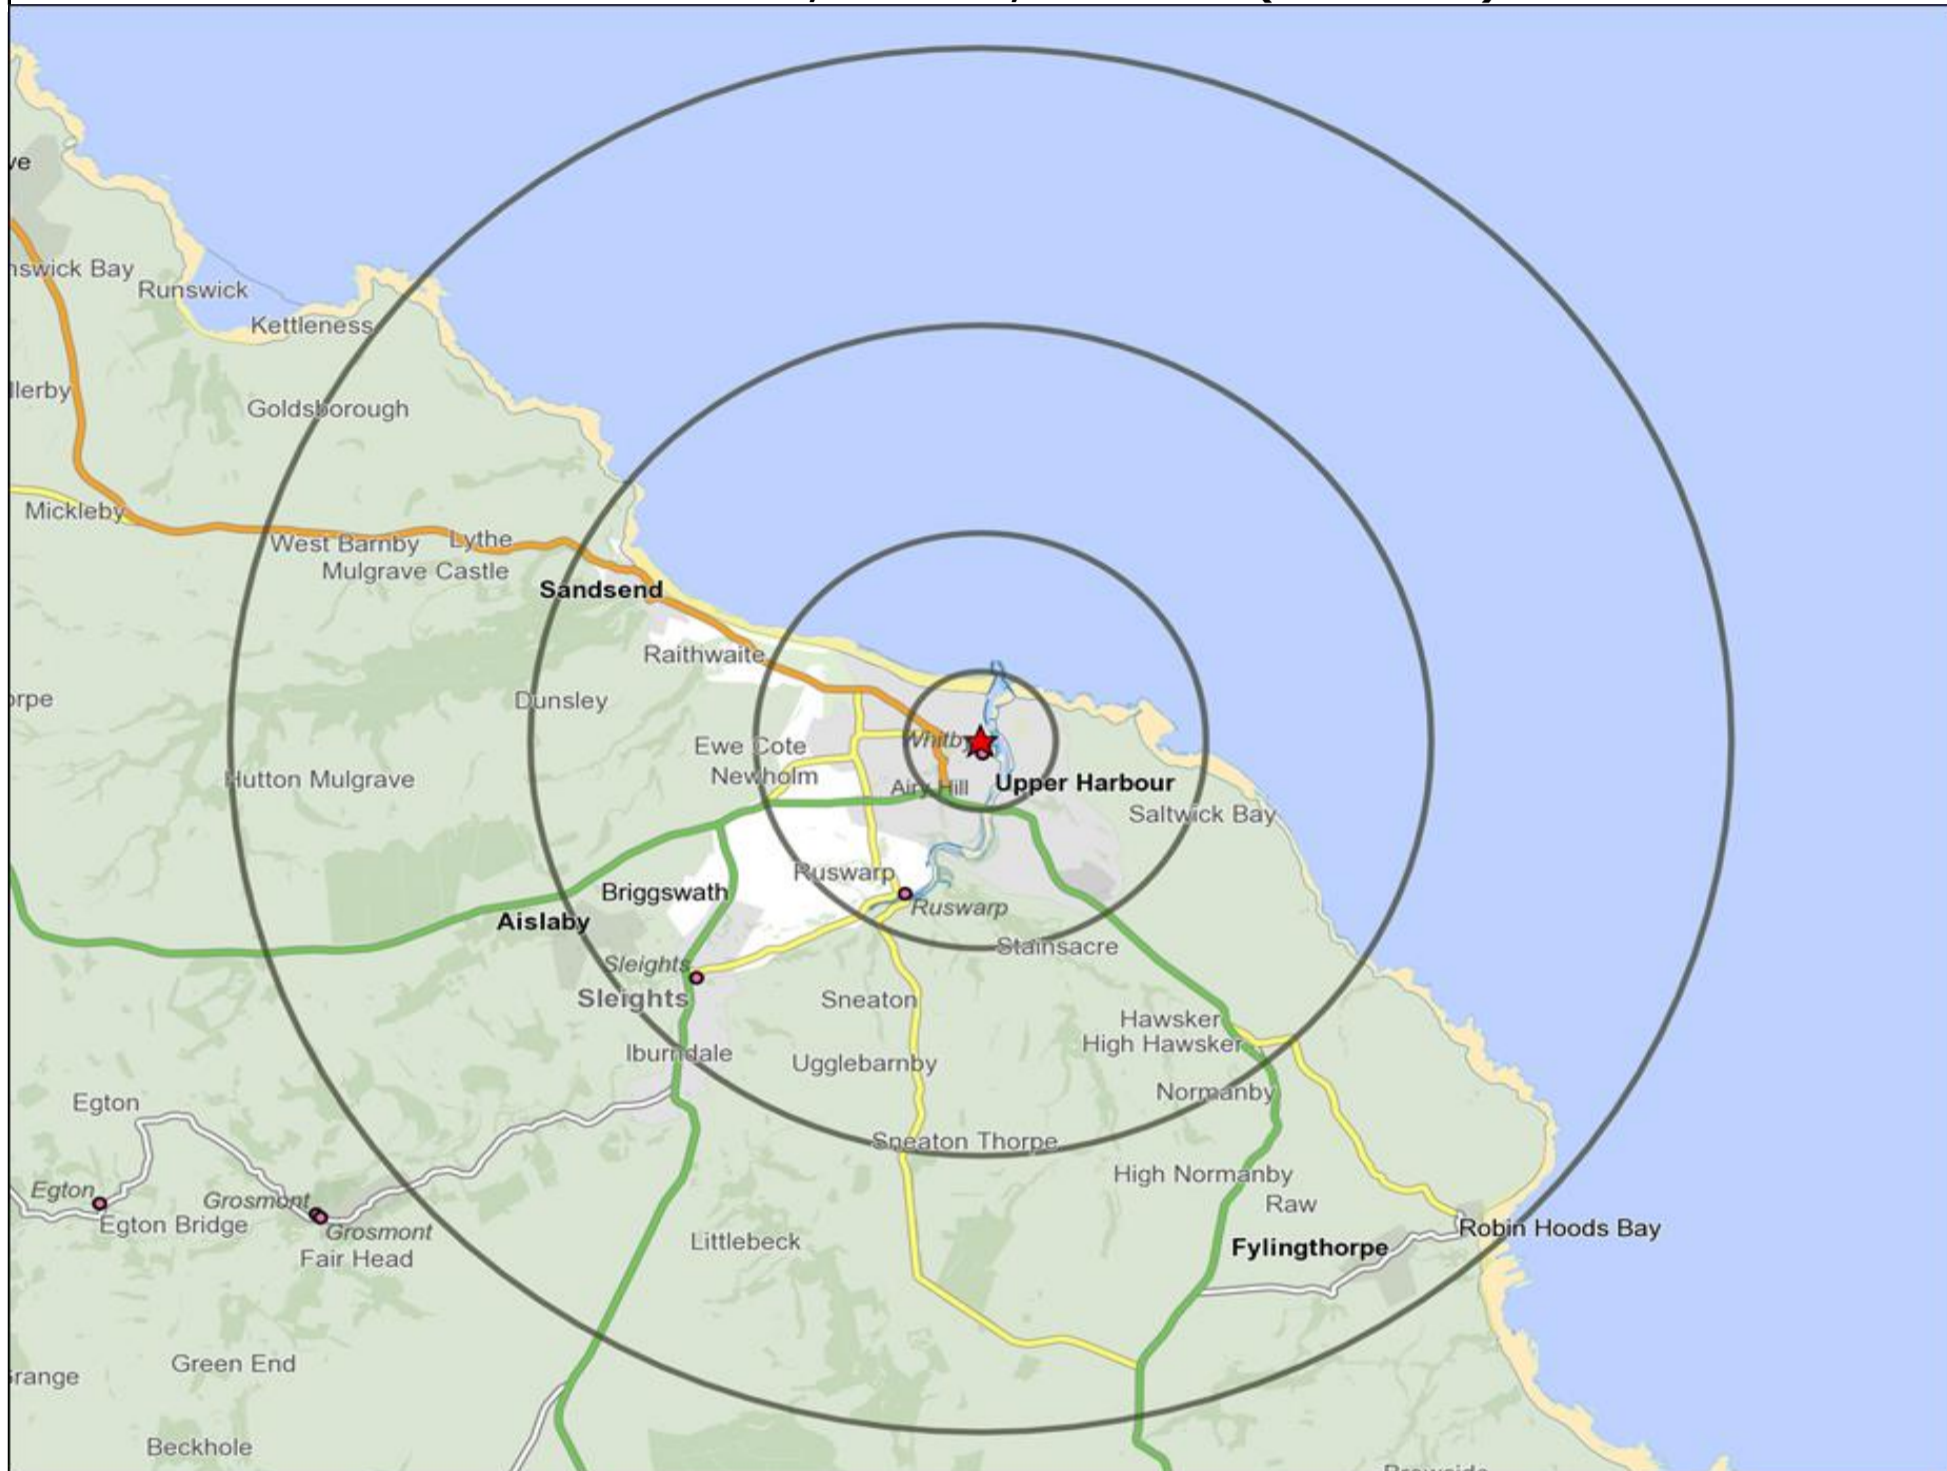 nswick Bay
Runswick
Kettleness
llerby
Goldsborough
Mickleby
West Barnby
Lythe
Mulgrave Castle
Sandsend
Raithwaite
Dunsley
Ewe Cote
Whitby
Newholm
Hutton Mulgrave
Airy Hill
Upper Harbour
Saltwick Bay
Ruswarp
Briggswath
Ruswarp
Aislaby
Stainsacre
Sleights
Sleights
Sneaton
Hawsker
High Hawsker
Iburndale
Ugglebarnby
Normanby
Egton
Sneaton Thorpe
High Normanby
Egton
Grosmont
Raw
Egton Bridge
Grosmont
Robin Hoods Bay
Littlebeck
Fylingthorpe
Fair Head
Green End
Beckhole